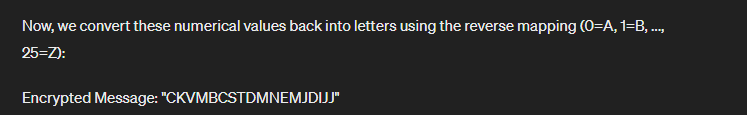 Now, we convert these numerical values back into letters using the reverse mapping (0=A, 1=B, ...,
25=Z):
Encrypted Message: "CKVMBCSTDMNEMJDIJJ"